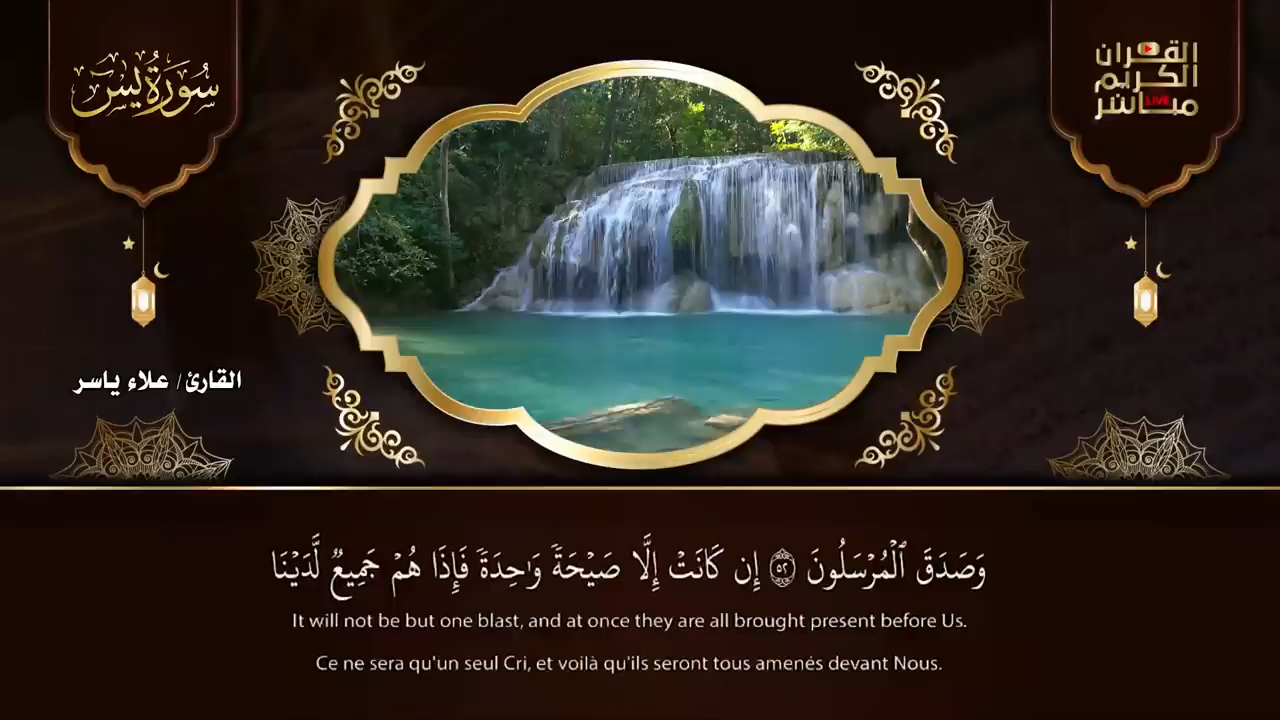 سُورَةُ يسٓ
القرآن
الكريم
مباشر
LIVE
القارئ/ علاء ياسر
وَصَدَقَ ٱلْمُرْسَلُونَ ٥٢ إِن كَانَتْ إِلَّا صَيْحَةً وَٰحِدَةً فَإِذَا هُمْ جَمِيعٌ لَّدَيْنَا
It will not be but one blast, and at once they are all brought present before Us.
Ce ne sera qu'un seul Cri, et voilà qu'ils seront tous amenés devant Nous.